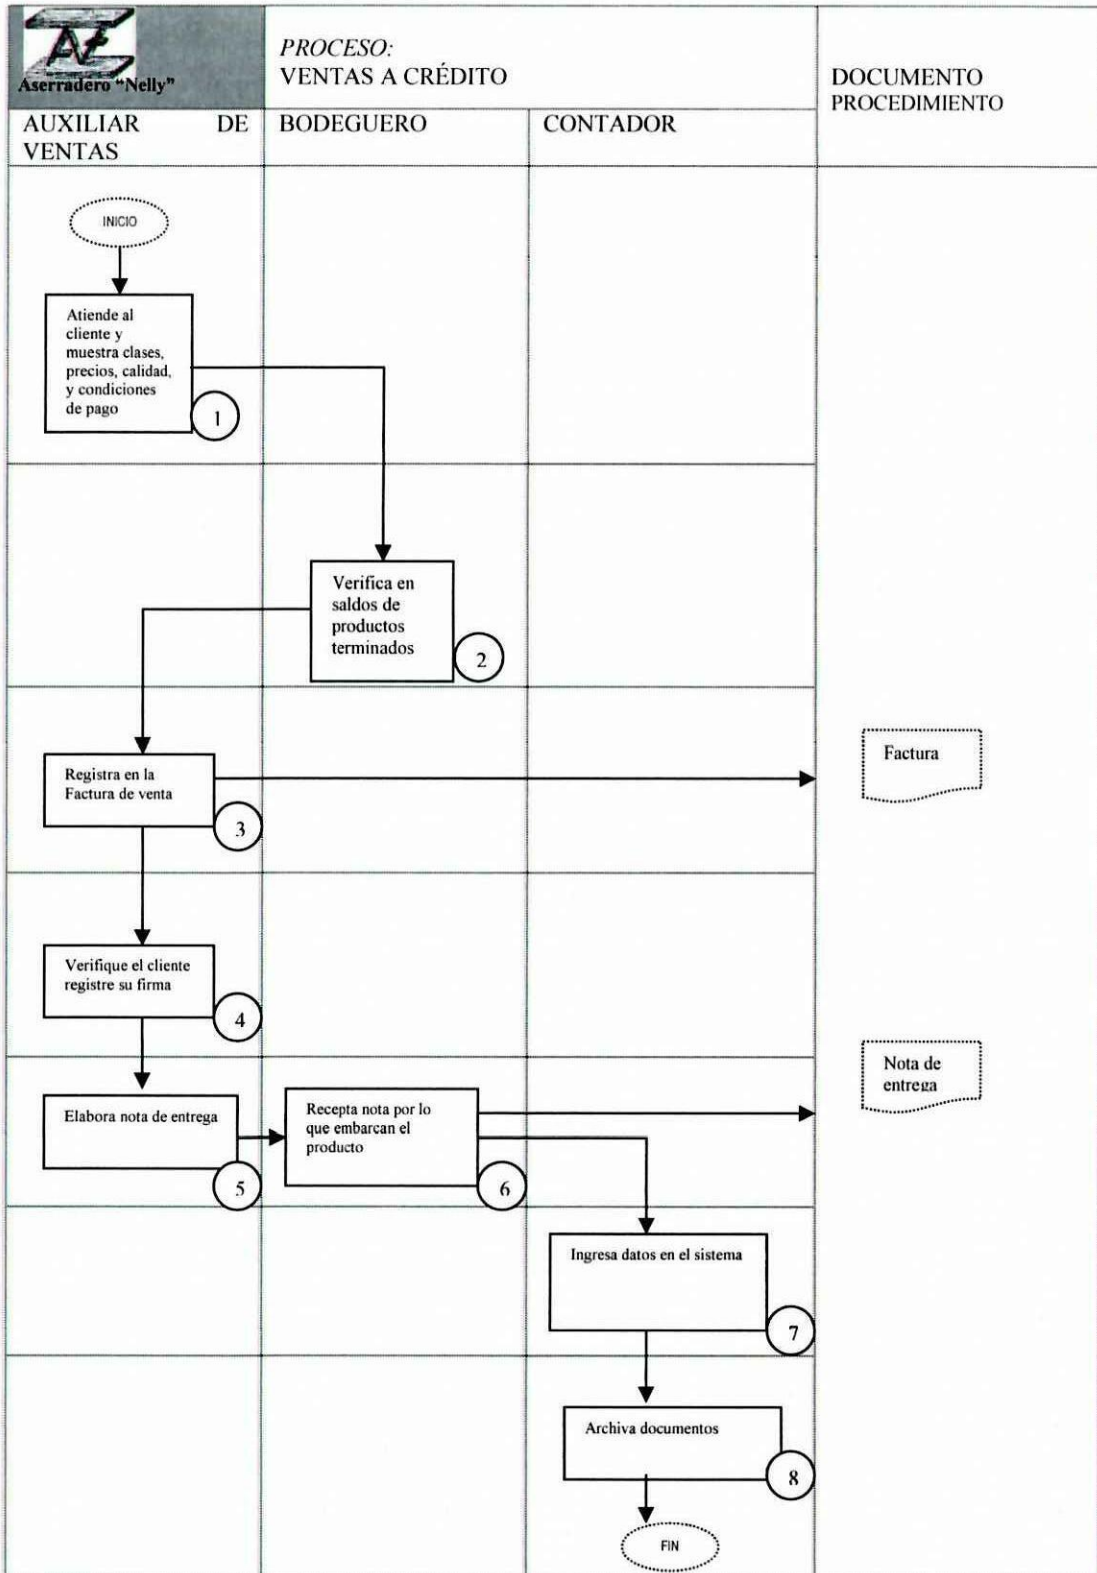 At
Aserradero "Nelly"
PROCESO:
VENTAS A CRÉDITO
DOCUMENTO
PROCEDIMIENTO
AUXILIAR DE
VENTAS
BODEGUERO
CONTADOR
INICIO
Atiende al
cliente y
muestra clases,
precios, calidad,
y condiciones
de pago
1
Verifica en
saldos de
productos
terminados
2
Registra en la
Factura de venta
3
Factura
Verifique el cliente
registre su firma
4
Elabora nota de entrega
5
Recepta nota por lo
que embarcan el
producto
6
Nota de
entrega
Ingresa datos en el sistema
7
Archiva documentos
8
FIN